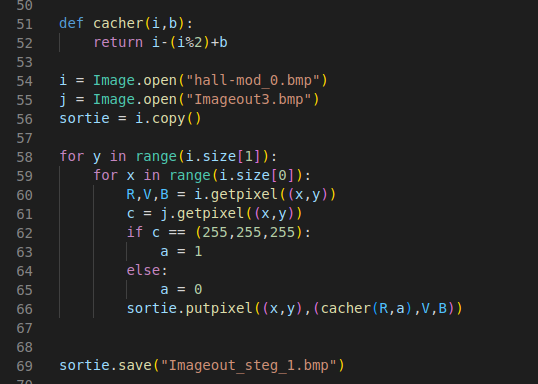 50
51 def cacher(i,b):
52     return i-(i%2)+b
53
54 i = Image.open("hall-mod_0.bmp")
55 j = Image.open("Imageout3.bmp")
56 sortie = i.copy()
57
58 for y in range(i.size[1]):
59     for x in range(i.size[0]):
60         R,V,B = i.getpixel((x,y))
61         c = j.getpixel((x,y))
62         if c == (255,255,255):
63             a = 1
64         else:
65             a = 0
66         sortie.putpixel((x,y),(cacher(R,a),V,B))
67
68
69 sortie.save("Imageout_steg_1.bmp")
70